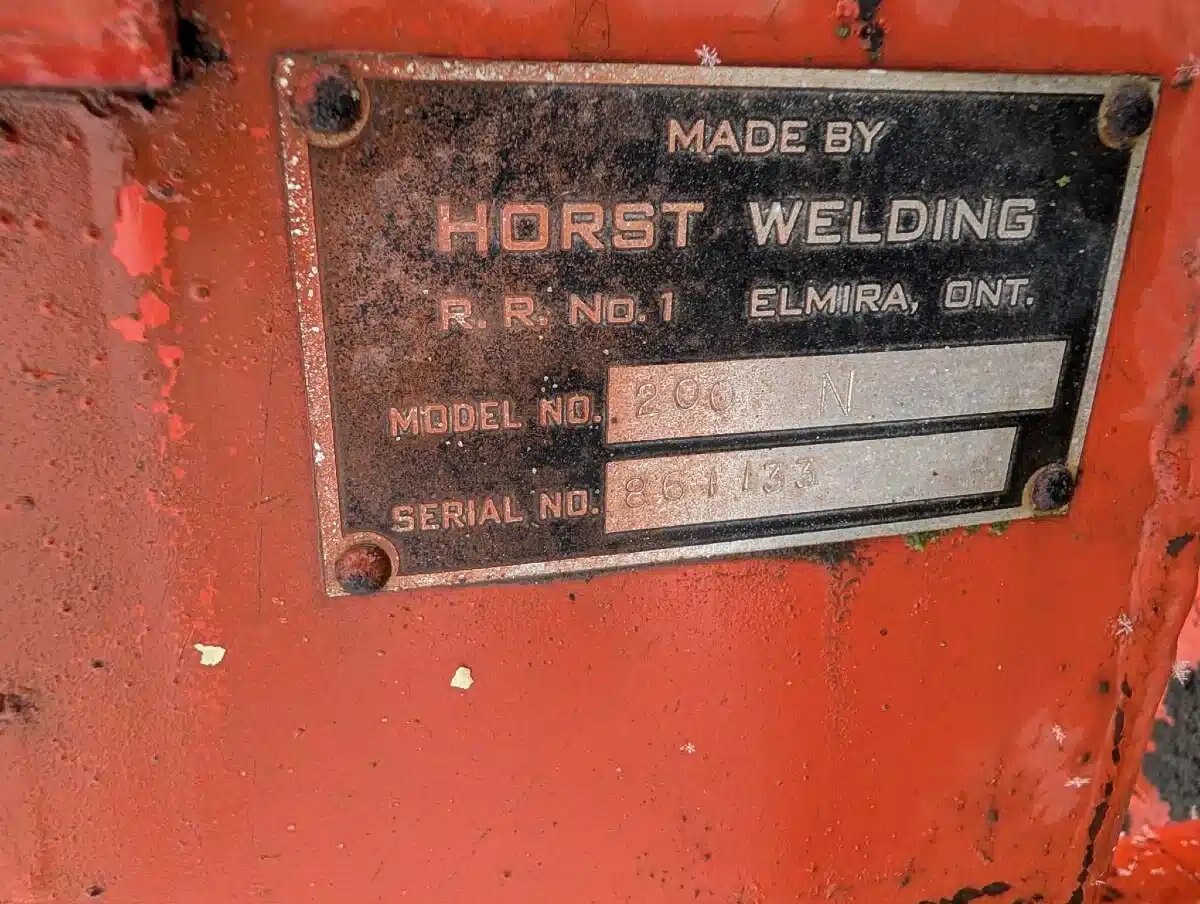 MADE BY
HORST WELDING
R. R. No. 1 ELMIRA, ONT.
MODEL NO. 200 N
SERIAL NO. 861133